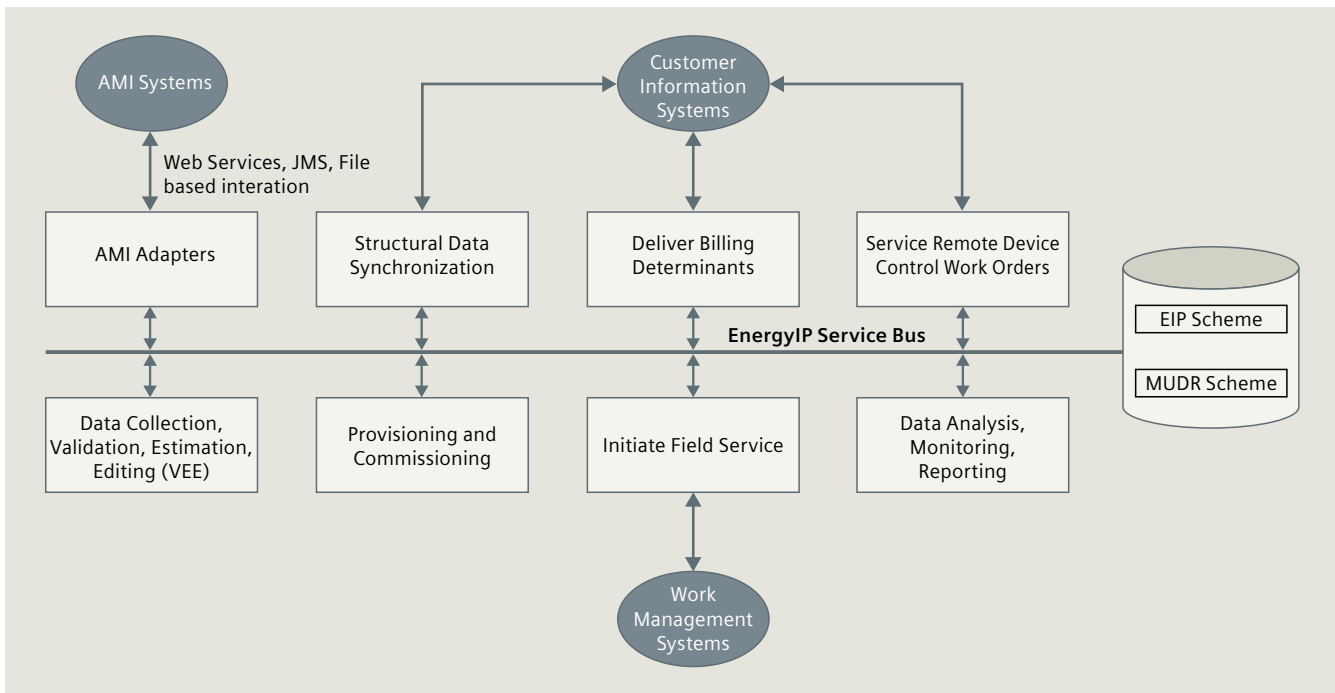 AMI Systems
Customer
Information
Systems
Web Services, JMS, File
based interation
AMI Adapters
Structural Data
Synchronization
Deliver Billing
Determinants
Service Remote Device
Control Work Orders
EnergyIP Service Bus
EIP Scheme
MUDR Scheme
Data Collection,
Validation, Estimation,
Editing (VEE)
Provisioning and
Commissioning
Initiate Field Service
Data Analysis,
Monitoring,
Reporting
Work
Management
Systems